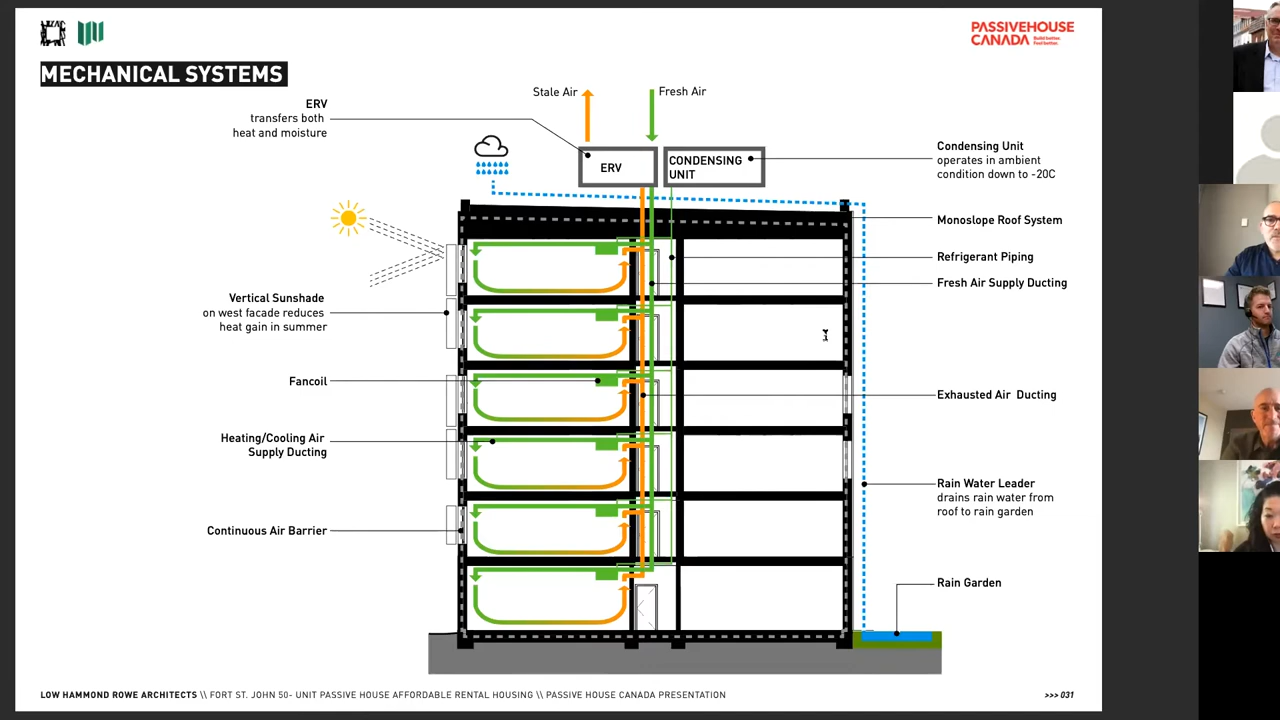 PASSIVEHOUSE
CANADA
Build better.
Feel better.
MECHANICAL SYSTEMS
Stale Air
Fresh Air
ERV
transfers both
heat and moisture
ERV
CONDENSING
UNIT
Condensing Unit
operates in ambient
condition down to -20C
Monoslope Roof System
Refrigerant Piping
Fresh Air Supply Ducting
Vertical Sunshade
on west facade reduces
heat gain in summer
Fancoil
Exhausted Air Ducting
Heating/Cooling Air
Supply Ducting
Rain Water Leader
drains rain water from
roof to rain garden
Continuous Air Barrier
Rain Garden
LOW HAMMOND ROWE ARCHITECTS \\ FORT ST. JOHN 50- UNIT PASSIVE HOUSE AFFORDABLE RENTAL HOUSING \\ PASSIVE HOUSE CANADA PRESENTATION
>>> 031